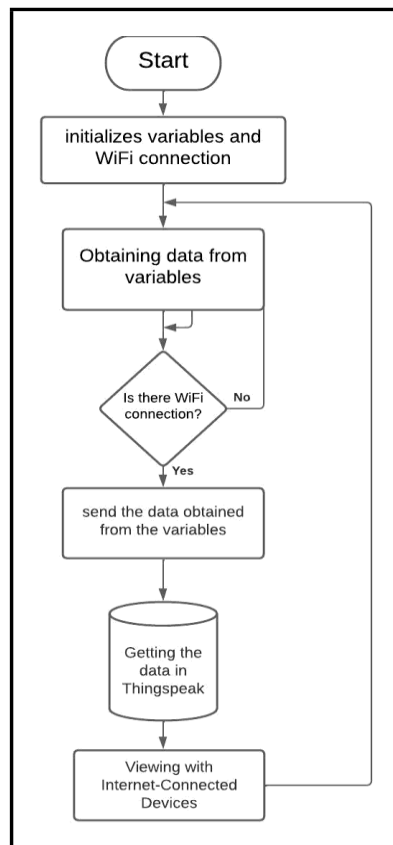 Start
initializes variables and
WiFi connection
Obtaining data from
variables
Is there WiFi
connection?
No
Yes
send the data obtained
from the variables
Getting the
data in
Thingspeak
Viewing with
Internet-Connected
Devices